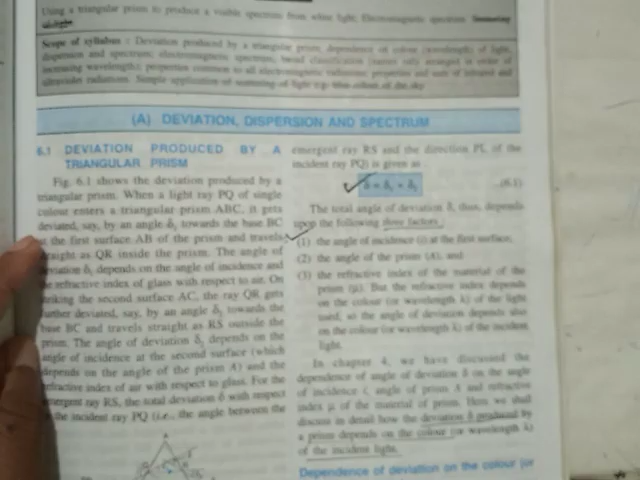 Using a triangular prism to produce a visible spectrum from white light; Electromagnetic spectrum. Scattering
of light.
Scope of syllabus : Deviation produced by a triangular prism; dependence on colour (wavelength) of light,
dispersion and spectrum; electromagnetic spectrum; broad classification (names only arranged in order of
increasing wavelength); properties common to all electromagnetic radiations; properties and uses of infrared and
ultraviolet radiations. Simple application of scattering of light e.g. blue colour of the sky.
(A) DEVIATION, DISPERSION AND SPECTRUM
6.1 DEVIATION PRODUCED BY A
TRIANGULAR PRISM
Fig. 6.1 shows the deviation produced by a
triangular prism. When a light ray PQ of single
colour enters a triangular prism ABC, it gets
deviated, say, by an angle δ₁ towards the base BC
at the first surface AB of the prism and travels
straight as QR inside the prism. The angle of
deviation δ₁ depends on the angle of incidence and
the refractive index of glass with respect to air. On
striking the second surface AC, the ray QR gets
further deviated, say, by an angle δ₂ towards the
base BC and travels straight as RS outside the
prism. The angle of deviation δ₂ depends on the
angle of incidence at the second surface (which
depends on the angle of the prism A) and the
refractive index of air with respect to glass. For the
emergent ray RS, the total deviation δ with respect
to the incident ray PQ (i.e., the angle between the
A
emergent ray RS and the direction PL of the
incident ray PQ) is given as
δ = δ₁ + δ₂ ...(6.1)
The total angle of deviation δ, thus, depends
upon the following three factors
(1) the angle of incidence (i) at the first surface,
(2) the angle of the prism (A), and
(3) the refractive index of the material of the
prism (μ). But the refractive index depends
on the colour (or wavelength λ) of the light
used, so the angle of deviation depends also
on the colour (or wavelength λ) of the incident
light.
In chapter 4, we have discussed the
dependence of angle of deviation δ on the angle
of incidence i, angle of prism A and refractive
index μ of the material of prism. Here we shall
discuss in detail how the deviation δ produced by
a prism depends on the colour (or wavelength λ)
of the incident light.
Dependence of deviation on the colour (or